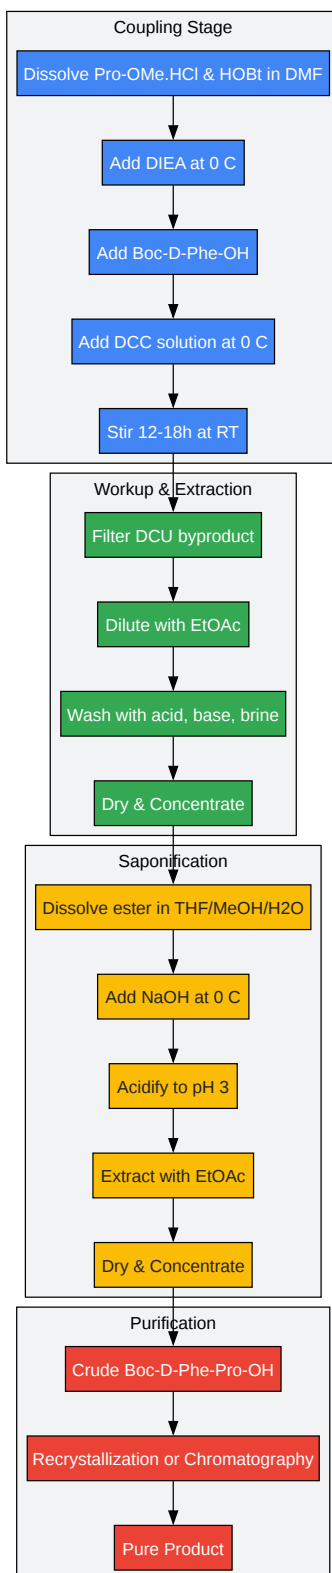 Coupling Stage
Dissolve Pro-OMe.HCl & HOBt in DMF
Add DIEA at 0 C
Add Boc-D-Phe-OH
Add DCC solution at 0 C
Stir 12-18h at RT
Workup & Extraction
Filter DCU byproduct
Dilute with EtOAc
Wash with acid, base, brine
Dry & Concentrate
Saponification
Dissolve ester in THF/MeOH/H2O
Add NaOH at 0 C
Acidify to pH 3
Extract with EtOAc
Dry & Concentrate
Purification
Crude Boc-D-Phe-Pro-OH
Recrystallization or Chromatography
Pure Product